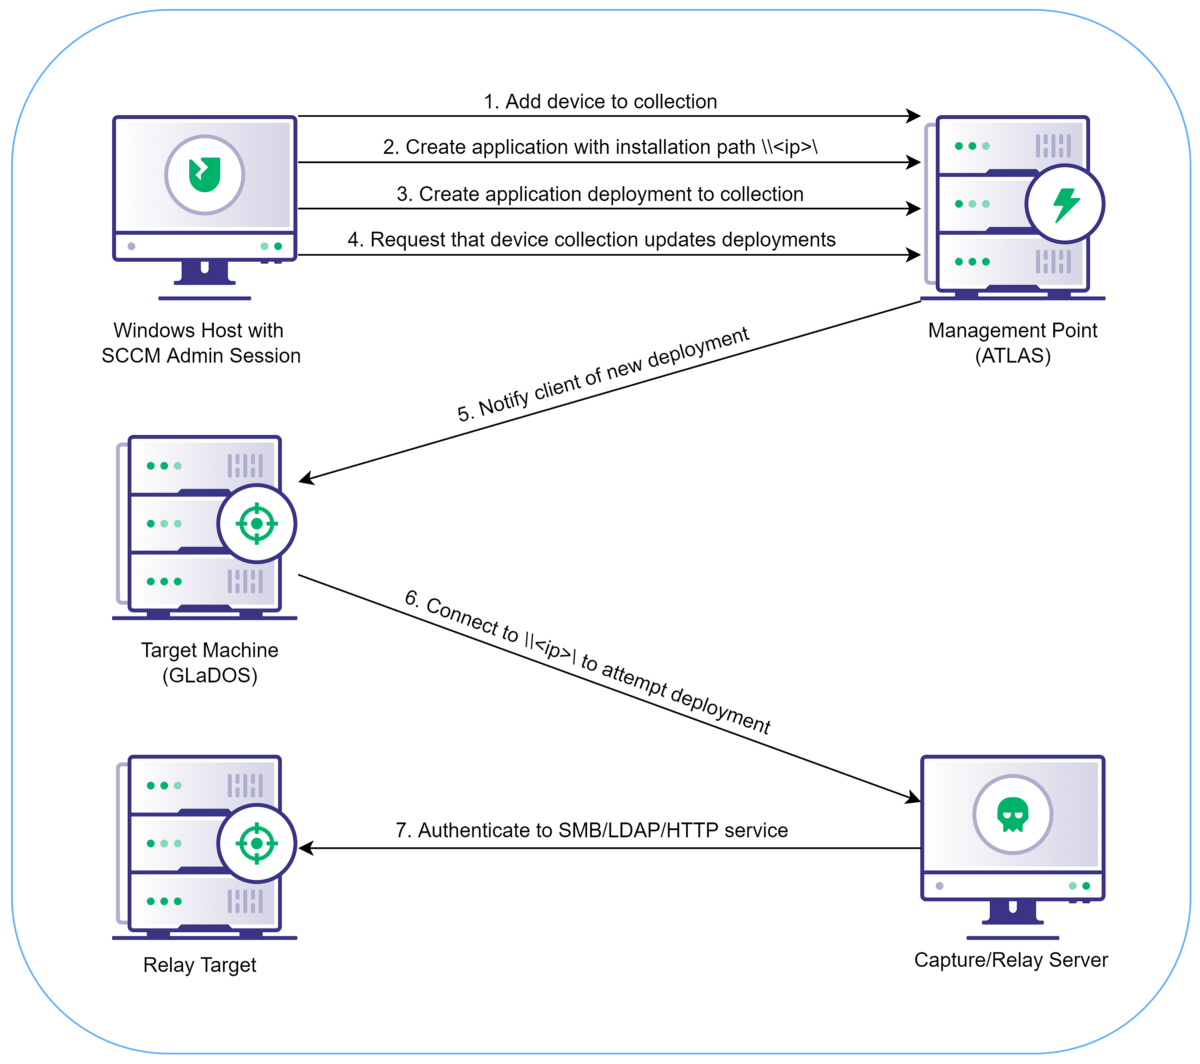 1. Add device to collection
2. Create application with installation path \\<ip>\
3. Create application deployment to collection
4. Request that device collection updates deployments
Windows Host with
SCCM Admin Session
Management Point
(ATLAS)
5. Notify client of new deployment
Target Machine
(GLaDOS)
6. Connect to \\<ip>\ to attempt deployment
7. Authenticate to SMB/LDAP/HTTP service
Relay Target
Capture/Relay Server